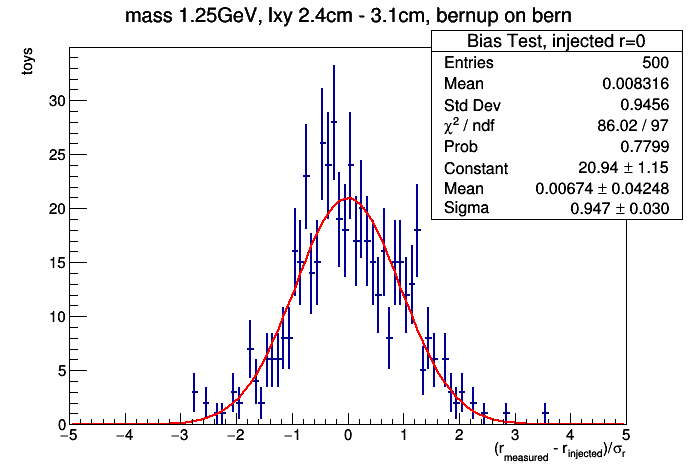 mass 1.25GeV, lxy 2.4cm - 3.1cm, bernup on bern
Bias Test, injected r=0
Entries 500
Mean 0.008316
Std Dev 0.9456
χ² / ndf 86.02 / 97
Prob 0.7799
Constant 20.94 ± 1.15
Mean 0.00674 ± 0.04248
Sigma 0.947 ± 0.030
toys
30
25
20
15
10
5
0
−5 −4 −3 −2 −1 0 1 2 3 4 5
(r_measured - r_injected)/σ_r